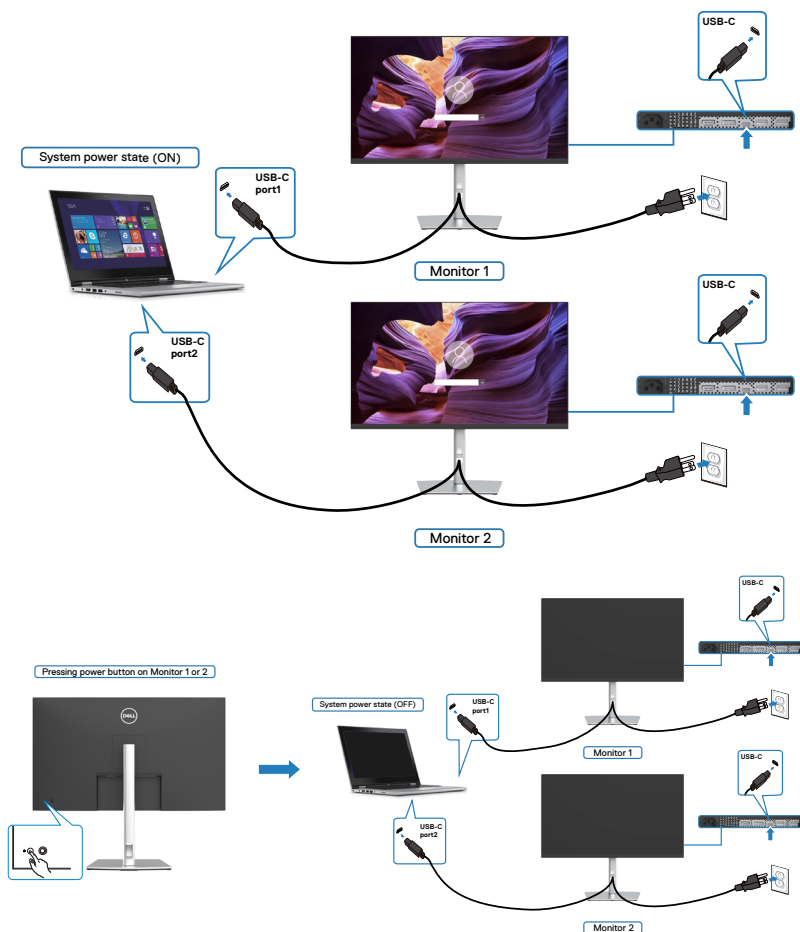 USB-C
System power state (ON)
USB-C
port1
Monitor 1
USB-C
USB-C
port2
Monitor 2
USB-C
Pressing power button on Monitor 1 or 2
DELL
System power state (OFF)
USB-C
port1
Monitor 1
USB-C
USB-C
port2
Monitor 2